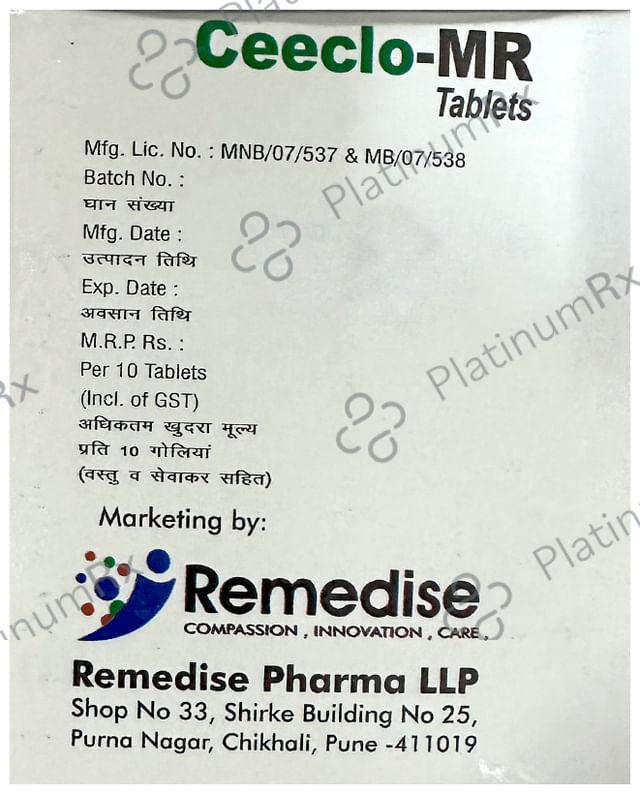 Ceeclo-MR
Tablets
Mfg. Lic. No. : MNB/07/537 & MB/07/538
Batch No. :
घान संख्या
Mfg. Date :
उत्पादन तिथि
Exp. Date :
अवसान तिथि
M.R.P. Rs. :
Per 10 Tablets
(Incl. of GST)
अधिकतम खुदरा मूल्य
प्रति 10 गोलियां
(वस्तु व सेवाकर सहित)
Marketing by:
Remedise
COMPASSION , INNOVATION , CARE .
Remedise Pharma LLP
Shop No 33, Shirke Building No 25,
Purna Nagar, Chikhali, Pune -411019
PlatinumRx
PlatinumRx